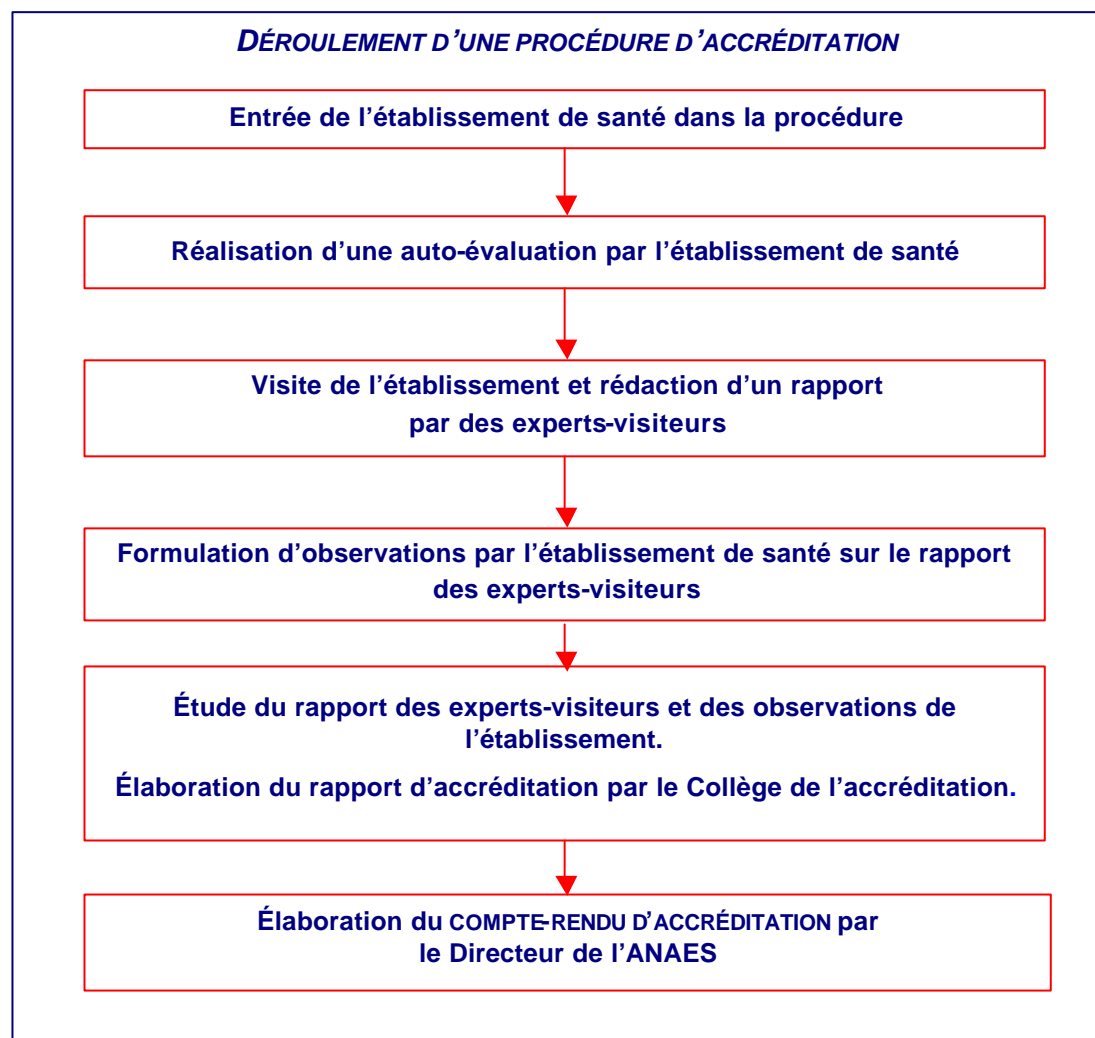 DÉROULEMENT D’UNE PROCÉDURE D’ACCRÉDITATION
Entrée de l’établissement de santé dans la procédure
Réalisation d’une auto-évaluation par l’établissement de santé
Visite de l’établissement et rédaction d’un rapport
par des experts-visiteurs
Formulation d’observations par l’établissement de santé sur le rapport
des experts-visiteurs
Étude du rapport des experts-visiteurs et des observations de
l’établissement.
Élaboration du rapport d’accréditation par le Collège de l’accréditation.
Élaboration du COMPTE-RENDU D’ACCRÉDITATION par
le Directeur de l’ANAES